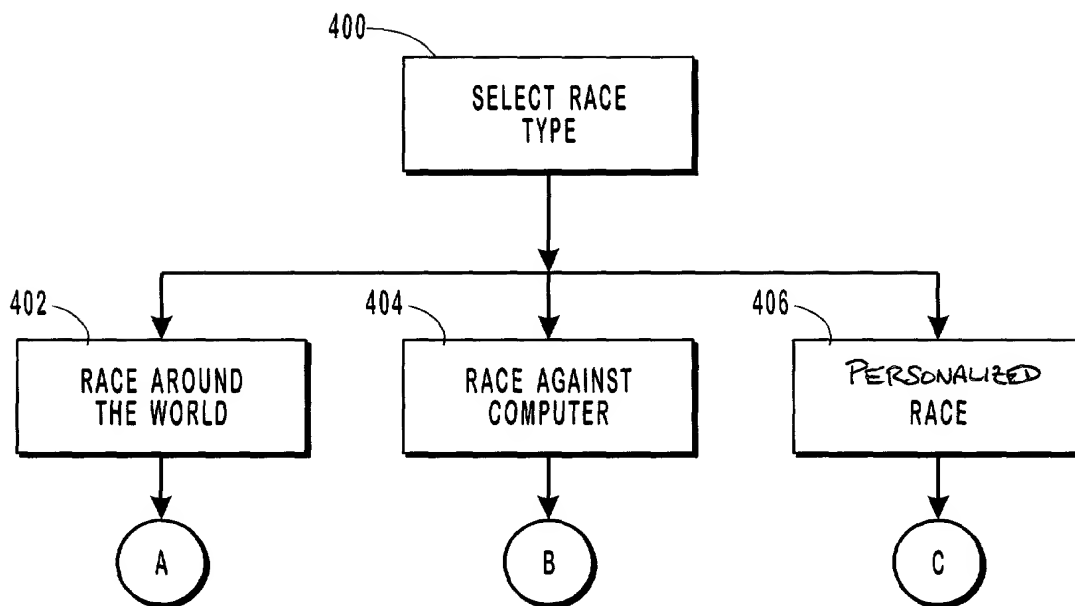 400
SELECT RACE
TYPE
402
RACE AROUND
THE WORLD
404
RACE AGAINST
COMPUTER
406
PERSONALIZED
RACE
A
B
C